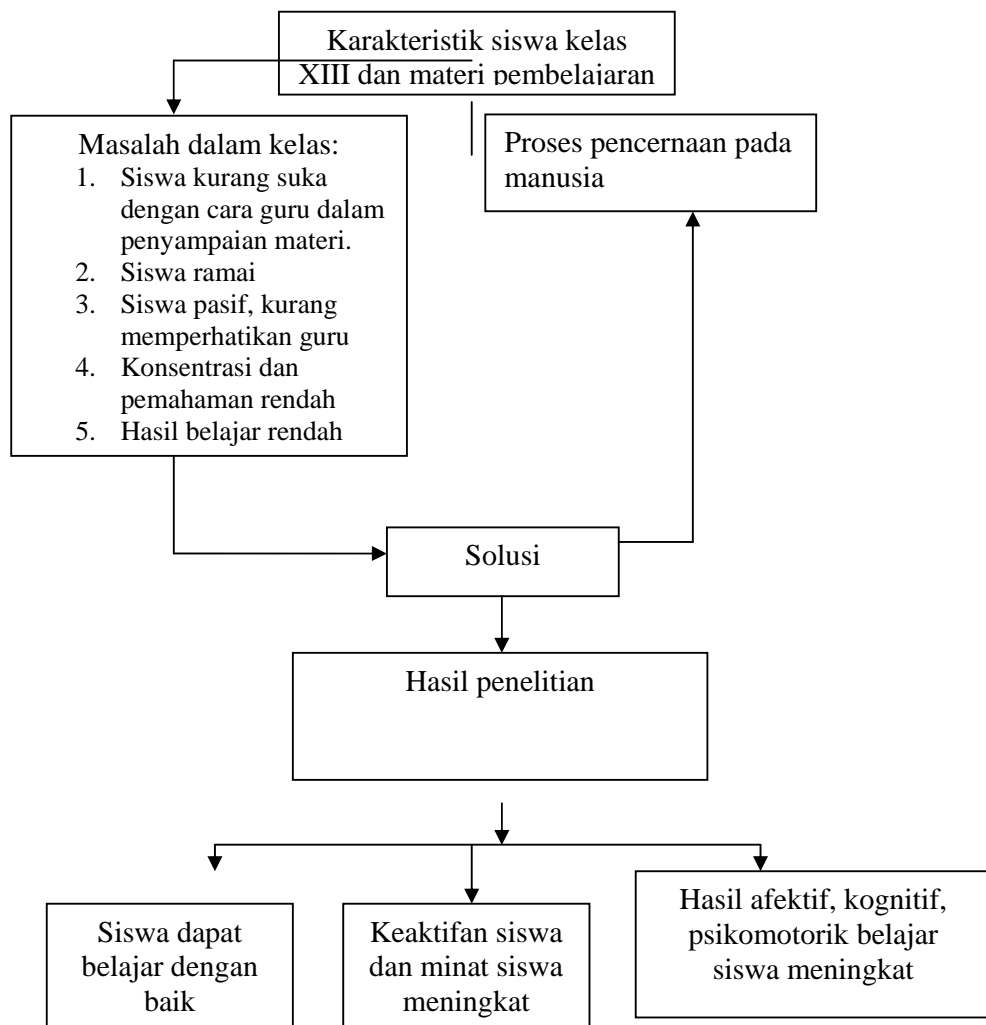 Karakteristik siswa kelas
XIII dan materi pembelajaran
Masalah dalam kelas:
1. Siswa kurang suka
dengan cara guru dalam
penyampaian materi.
2. Siswa ramai
3. Siswa pasif, kurang
memperhatikan guru
4. Konsentrasi dan
pemahaman rendah
5. Hasil belajar rendah
Proses pencernaan pada
manusia
Solusi
Hasil penelitian
Siswa dapat
belajar dengan
baik
Keaktifan siswa
dan minat siswa
meningkat
Hasil afektif, kognitif,
psikomotorik belajar
siswa meningkat